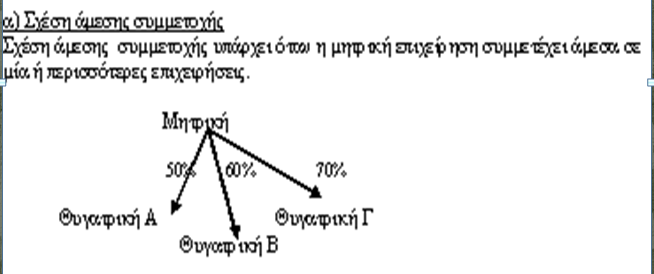 α) Σχέση άμεσης συμμετοχής
Σχέση άμεσης συμμετοχής υπάρχει όταν η μητρική επιχείρηση συμμετέχει άμεσα σε
μία ή περισσότερες επιχειρήσεις.
Μητρική
50% 60% 70%
Θυγατρική Α Θυγατρική Γ
Θυγατρική Β